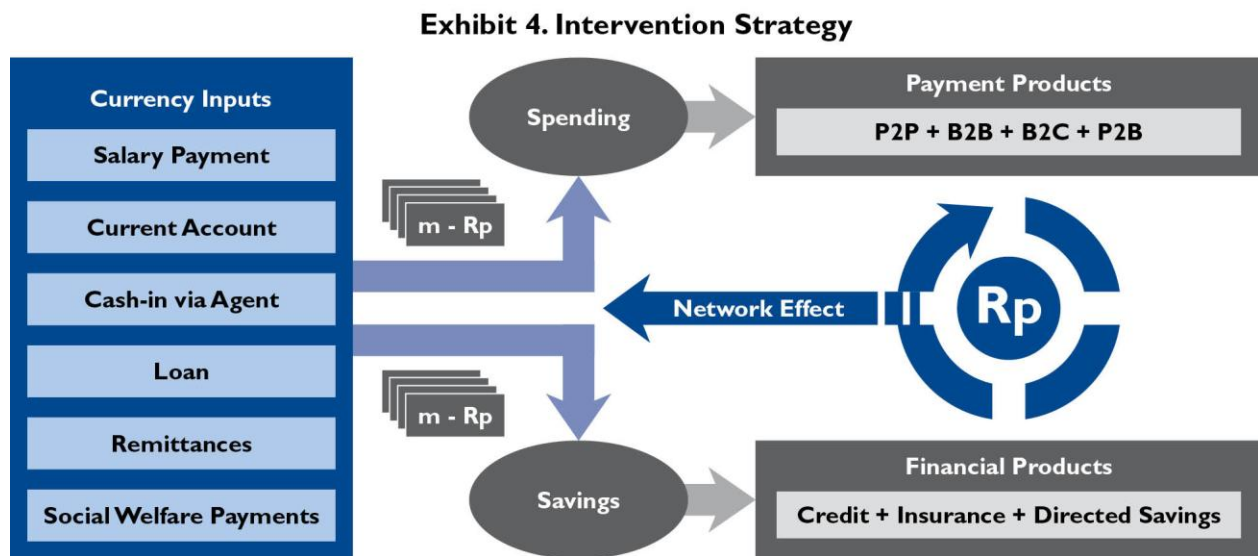 Exhibit 4. Intervention Strategy
Currency Inputs
Salary Payment
Current Account
Cash-in via Agent
Loan
Remittances
Social Welfare Payments
m - Rp
m - Rp
Spending
Savings
Payment Products
P2P + B2B + B2C + P2B
Network Effect
Rp
Financial Products
Credit + Insurance + Directed Savings